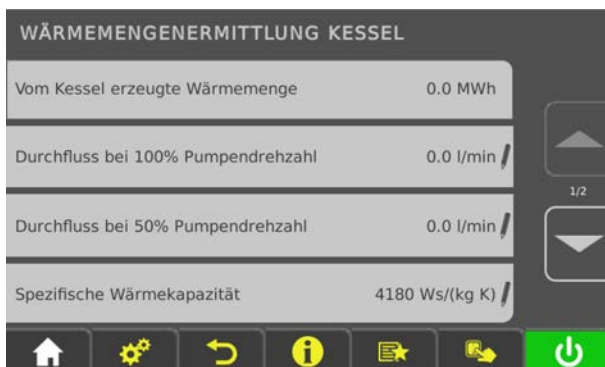 WÄRMEMENGENERMITTLUNG KESSEL
Vom Kessel erzeugte Wärmemenge 0.0 MWh
Durchfluss bei 100% Pumpendrehzahl 0.0 l/min
1/2
Durchfluss bei 50% Pumpendrehzahl 0.0 l/min
Spezifische Wärmekapazität 4180 Ws/(kg K)